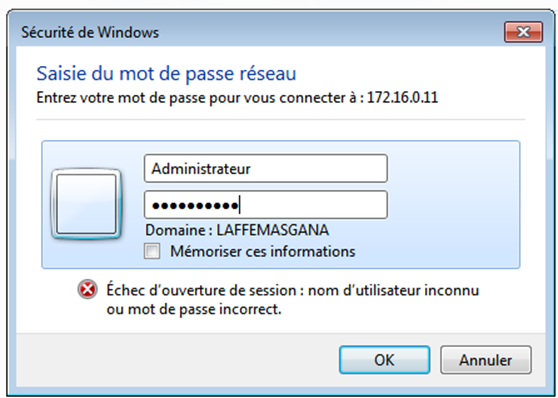 Sécurité de Windows
Saisie du mot de passe réseau
Entrez votre mot de passe pour vous connecter à : 172.16.0.11
Administrateur
●●●●●●●●●●
Domaine : LAFFEMASGANA
Mémoriser ces informations
Échec d'ouverture de session : nom d'utilisateur inconnu
ou mot de passe incorrect.
OK
Annuler